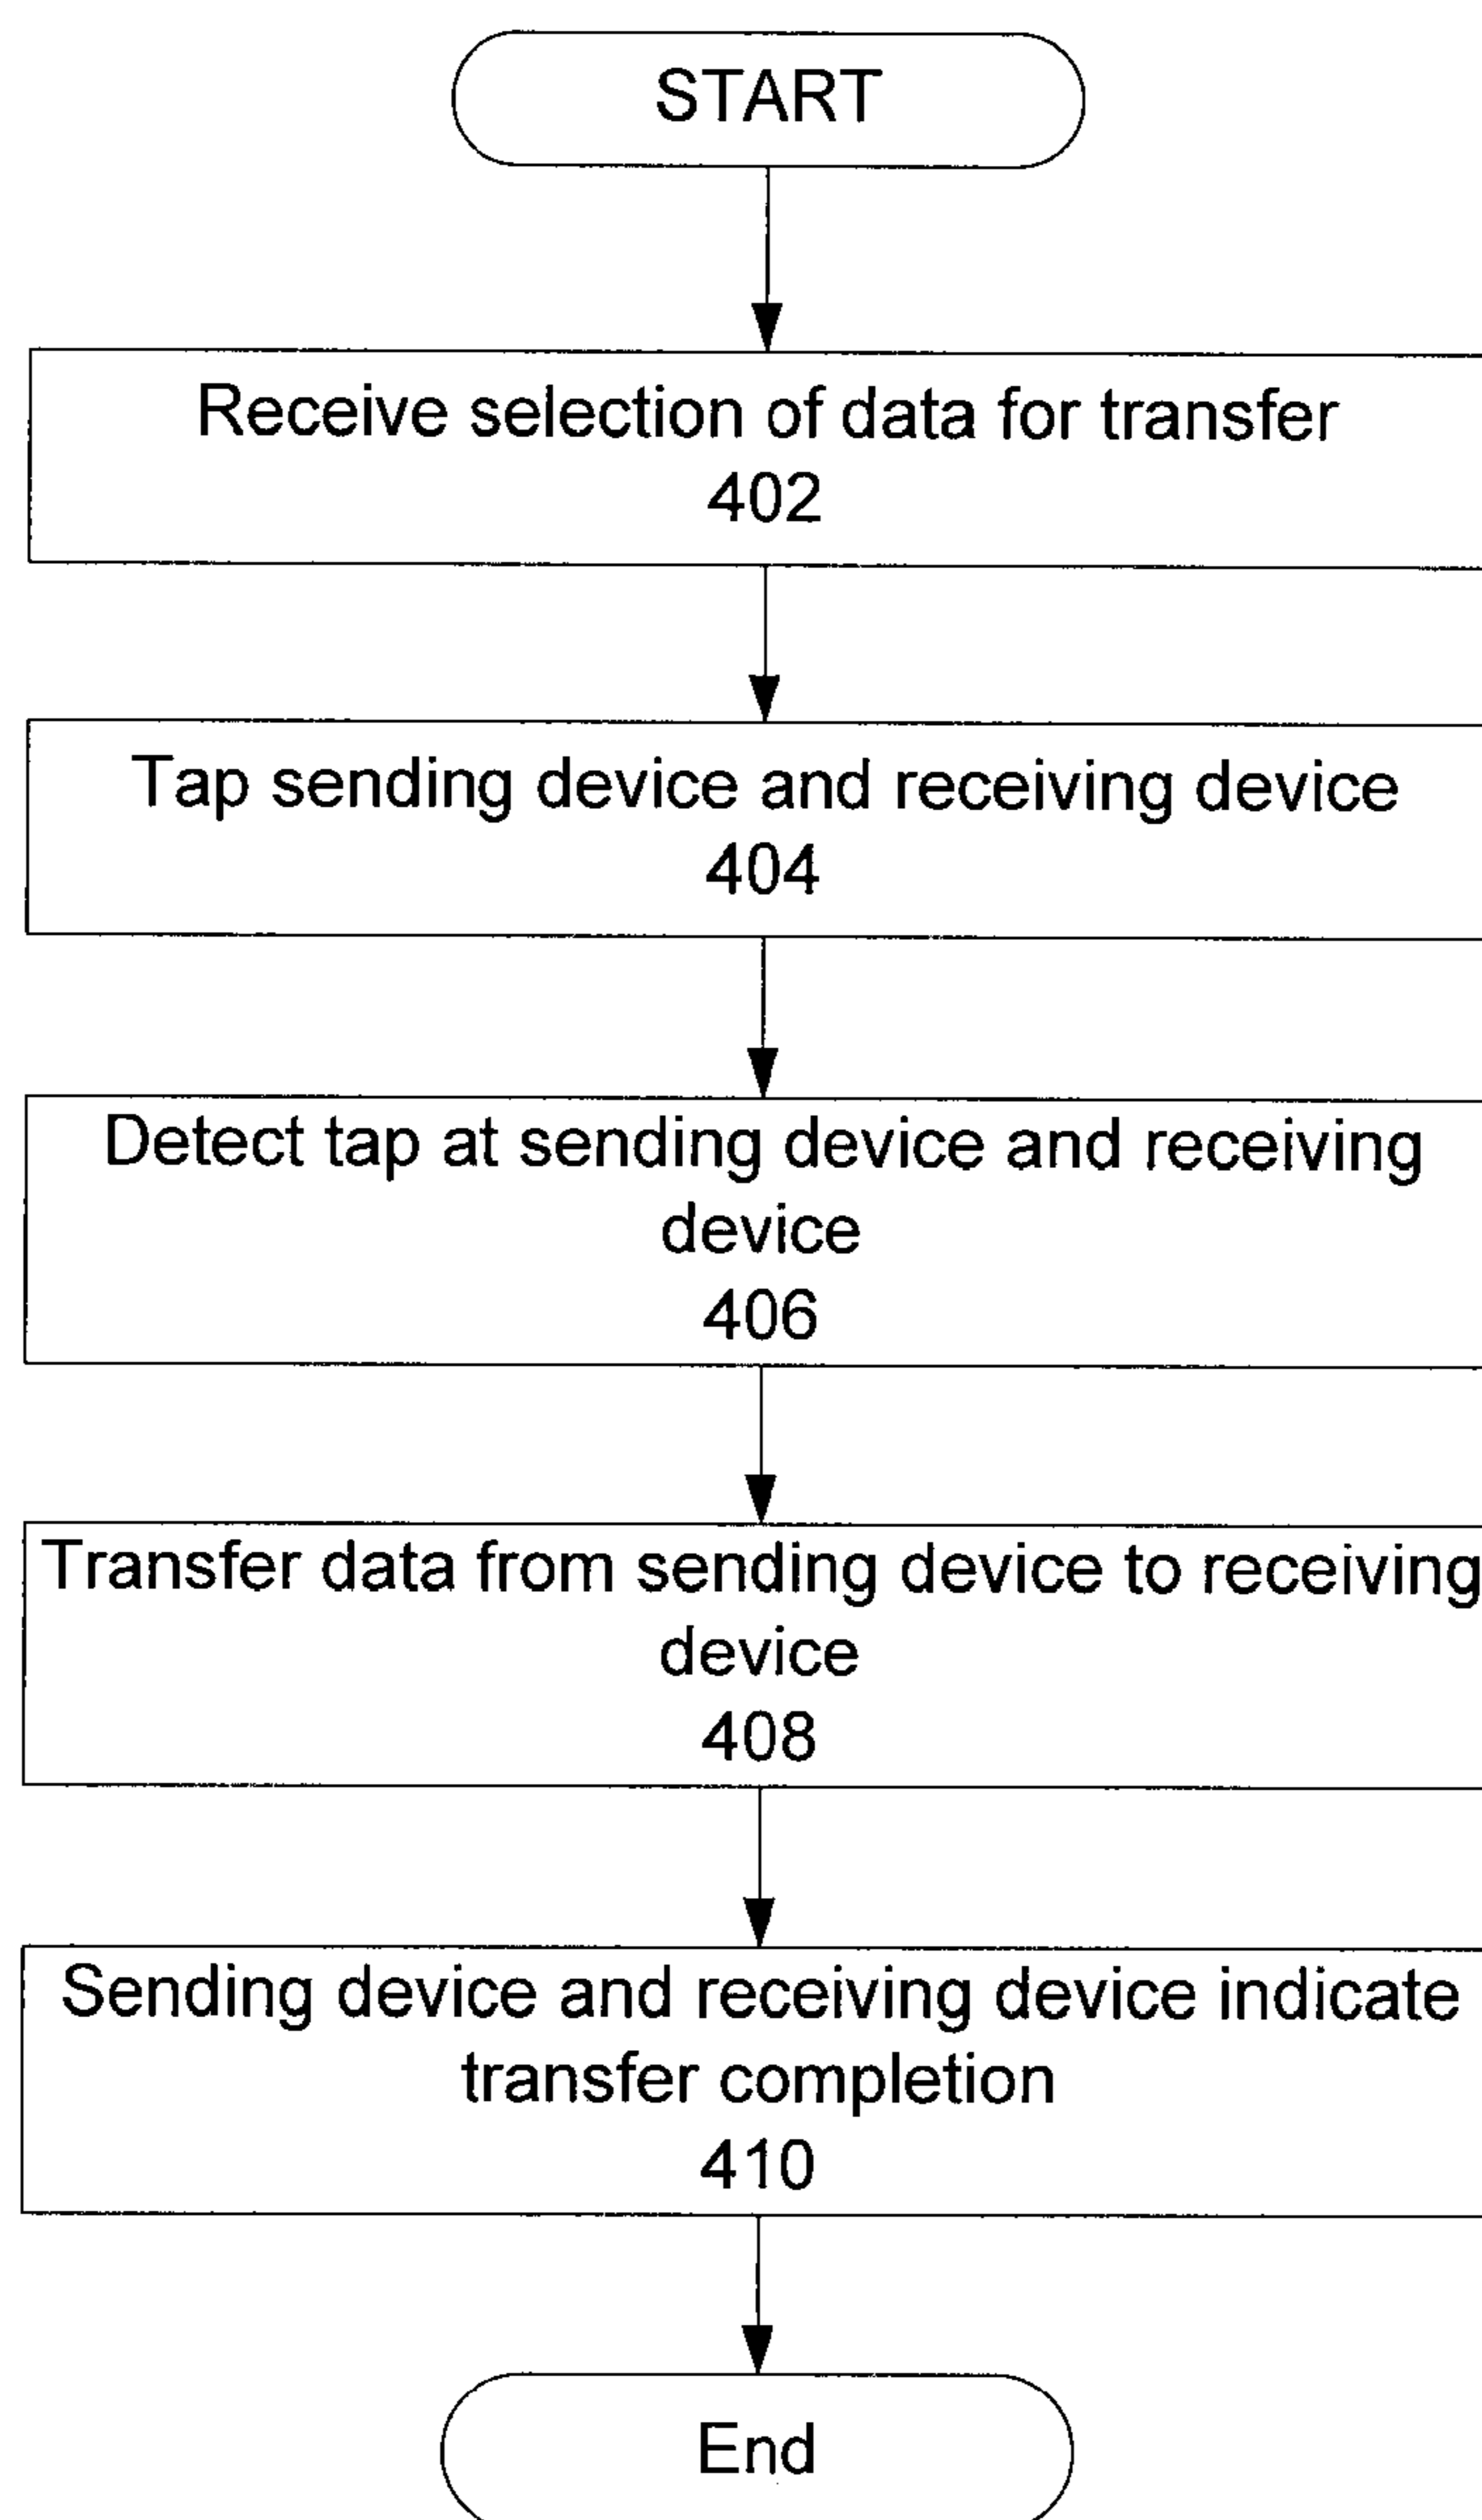 START
Receive selection of data for transfer
402
Tap sending device and receiving device
404
Detect tap at sending device and receiving
device
406
Transfer data from sending device to receiving
device
408
Sending device and receiving device indicate
transfer completion
410
End